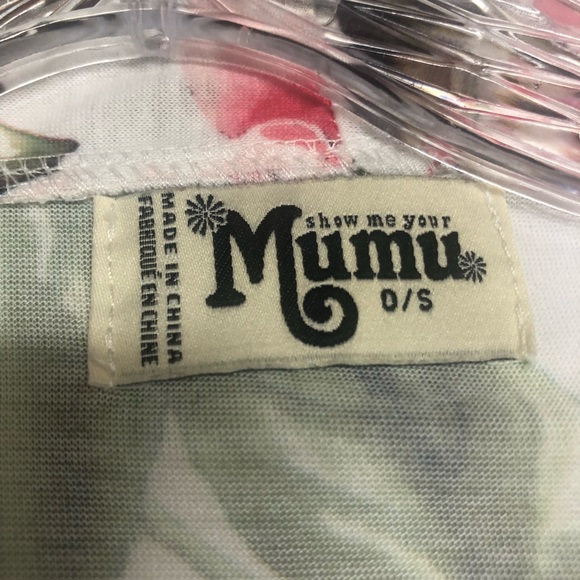 show me your
Mumu
O/S
MADE IN CHINA
FABRIQUÉ EN CHINE